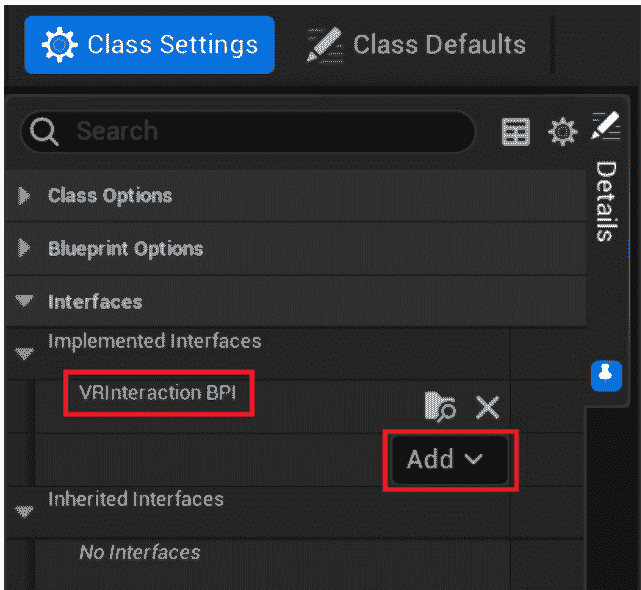 Class Settings
Class Defaults
Search
Details
Class Options
Blueprint Options
Interfaces
Implemented Interfaces
VRInteraction BPI
Add
Inherited Interfaces
No Interfaces